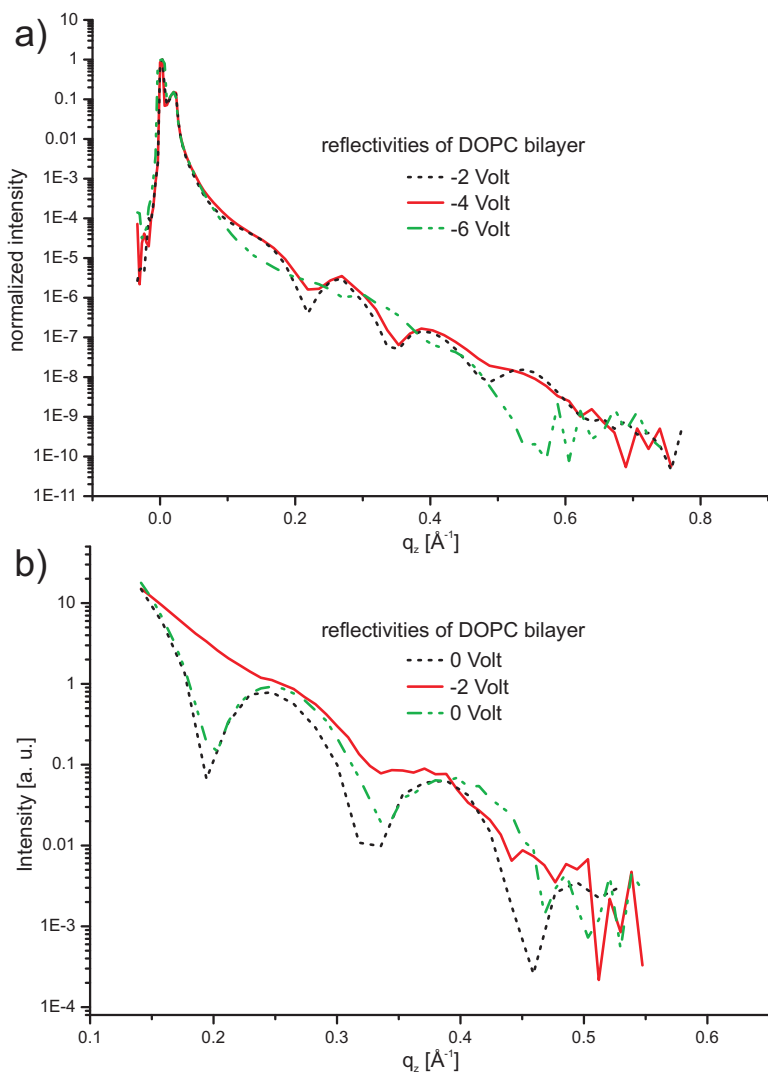 a)
normalized intensity
10
1
0.1
0.01
1E-3
1E-4
1E-5
1E-6
1E-7
1E-8
1E-9
1E-10
1E-11
reflectivities of DOPC bilayer
-2 Volt
-4 Volt
-6 Volt
0.0 0.2 0.4 0.6 0.8
q_z [Å⁻¹]
b)
Intensity [a. u.]
10
1
0.1
0.01
1E-3
1E-4
reflectivities of DOPC bilayer
0 Volt
-2 Volt
0 Volt
0.1 0.2 0.3 0.4 0.5 0.6
q_z [Å⁻¹]